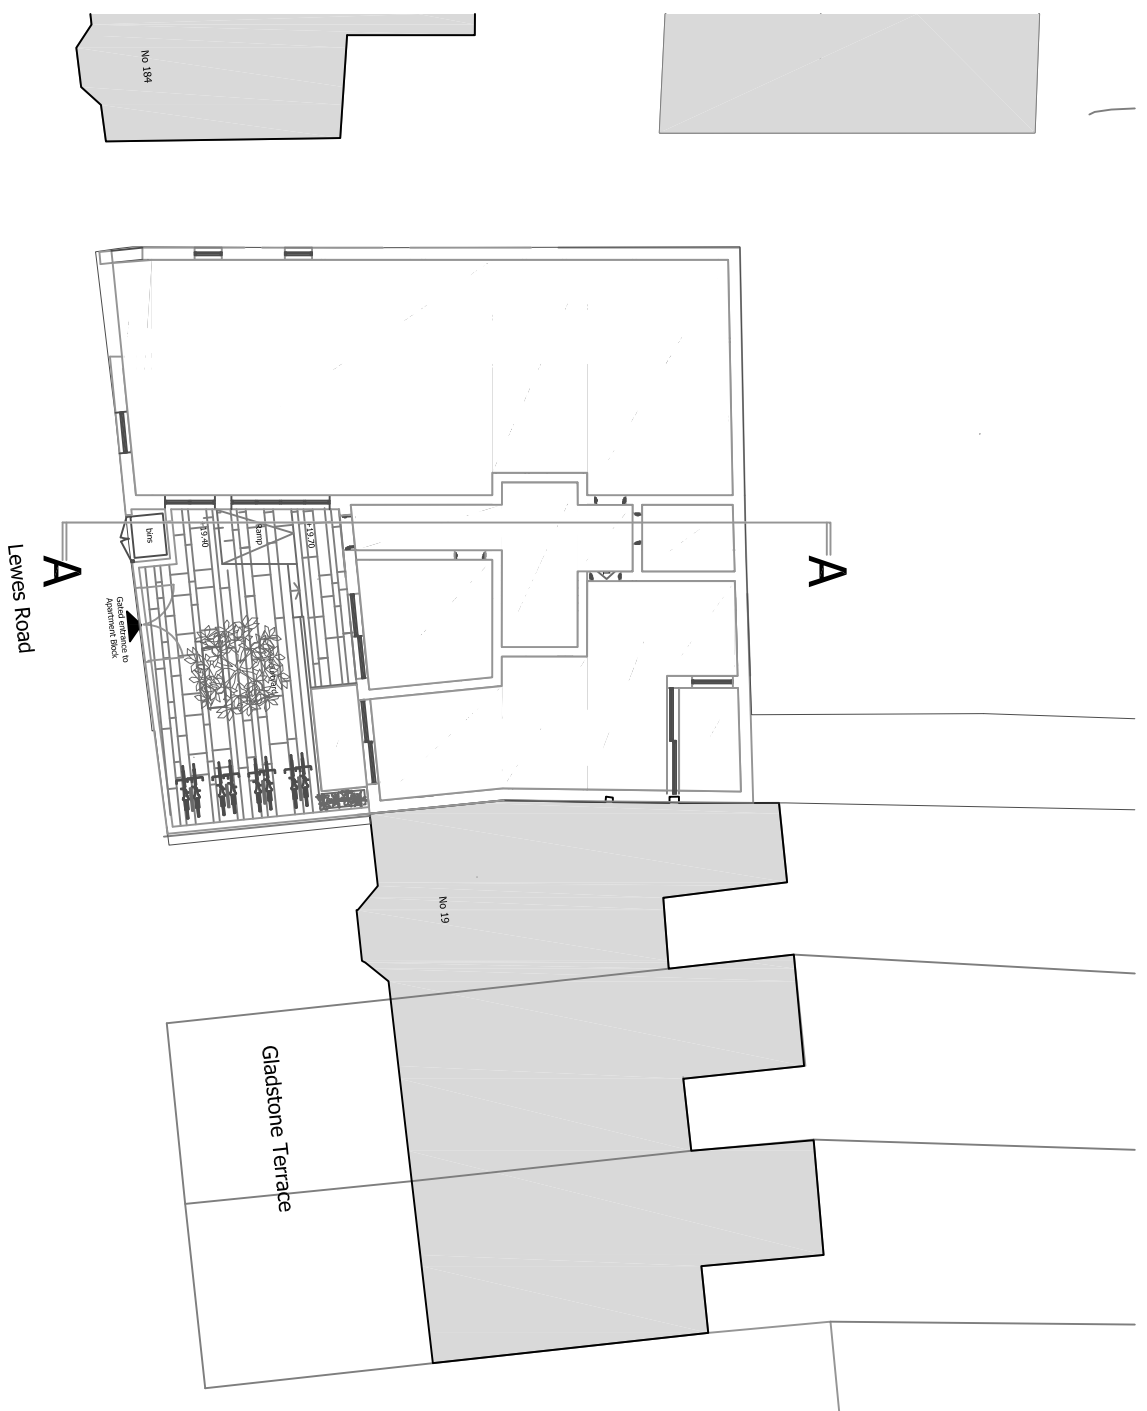 No 184
bins
19.40
Ramp
+19.70
A
A
Lewes Road
Gated entrance to
Apartment Block
No 19
Gladstone Terrace